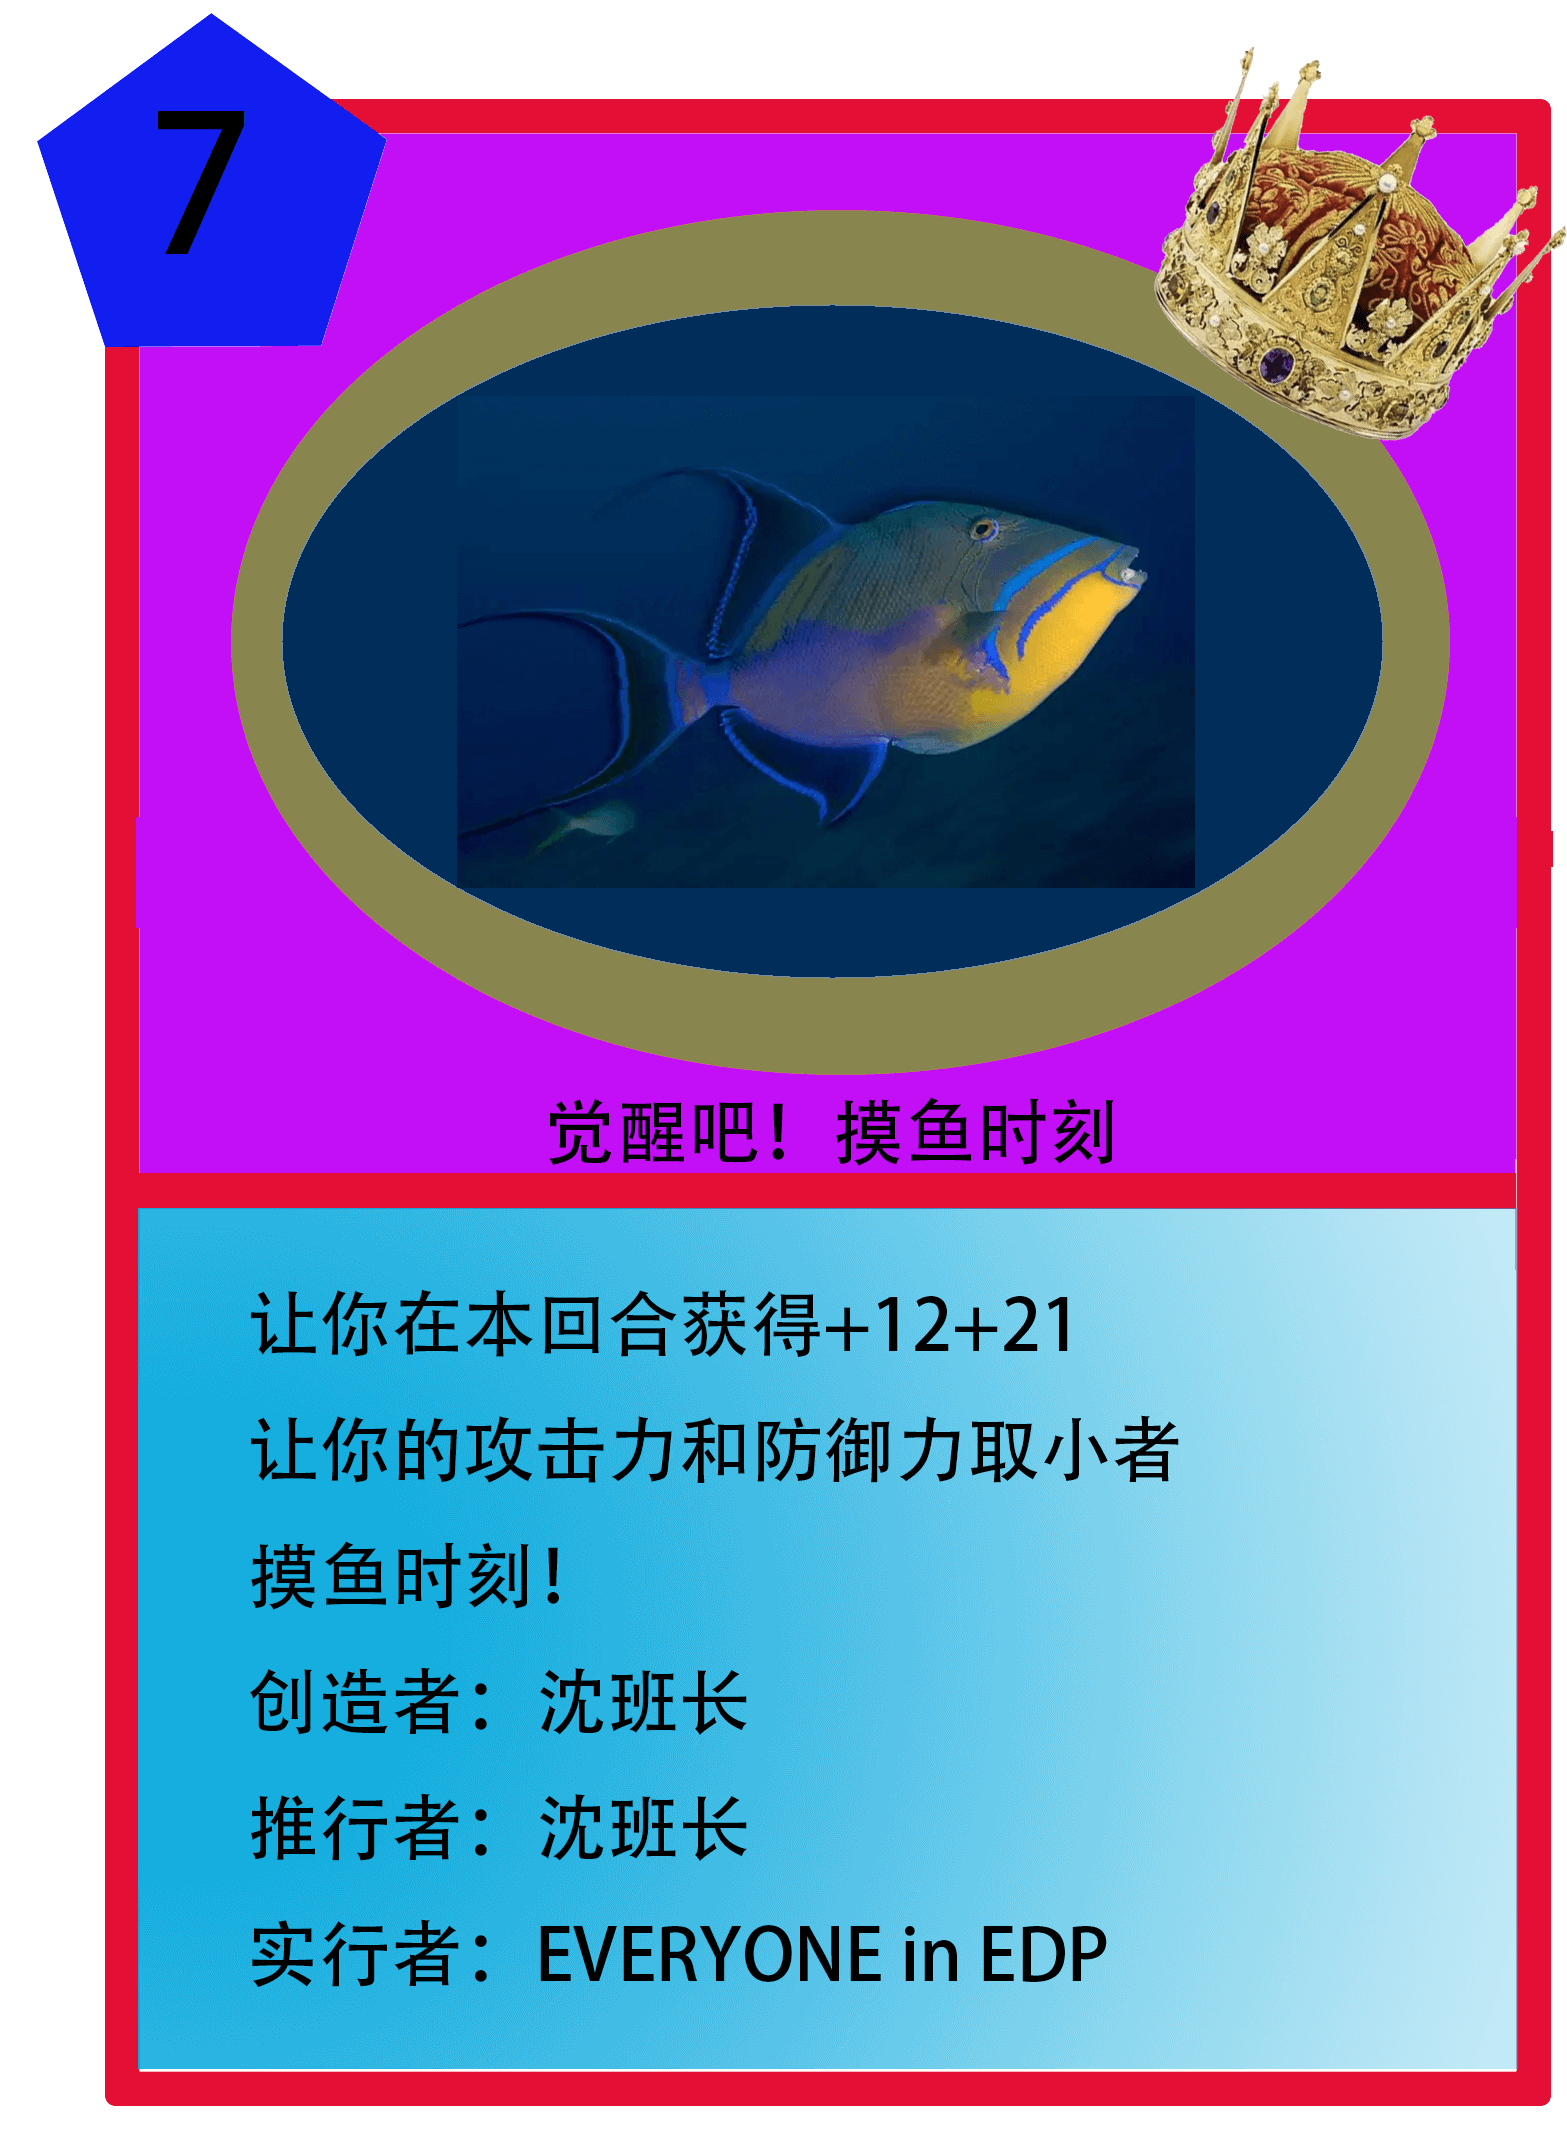 7
觉醒吧！摸鱼时刻
让你在本回合获得+12+21
让你的攻击力和防御力取小者
摸鱼时刻！
创造者：沈班长
推行者：沈班长
实行者：EVERYONE in EDP